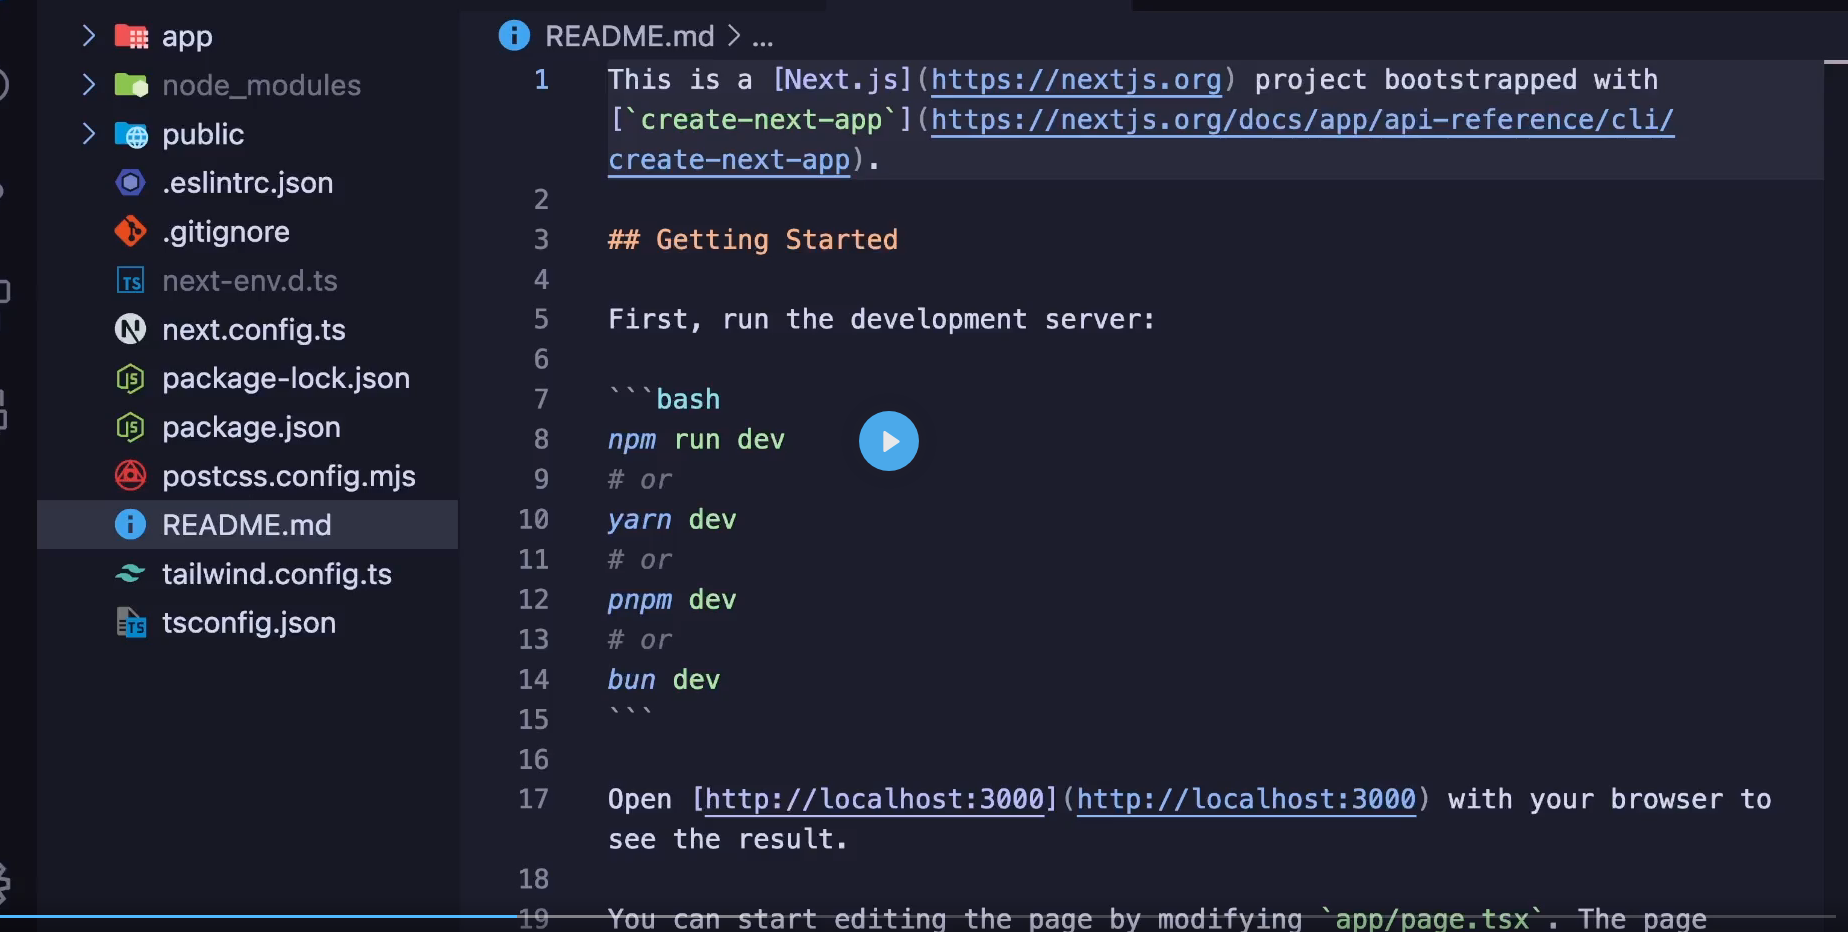 app
node_modules
public
.eslintrc.json
.gitignore
next-env.d.ts
next.config.ts
package-lock.json
package.json
postcss.config.mjs
README.md
tailwind.config.ts
tsconfig.json
README.md > ...
1 This is a [Next.js](https://nextjs.org) project bootstrapped with
[`create-next-app`](https://nextjs.org/docs/app/api-reference/cli/
create-next-app).
2
3 ## Getting Started
4
5 First, run the development server:
6
7 ```bash
8 npm run dev
9 # or
10 yarn dev
11 # or
12 pnpm dev
13 # or
14 bun dev
15 ```
16
17 Open [http://localhost:3000](http://localhost:3000) with your browser to
see the result.
18
19 You can start editing the page by modifying `app/page.tsx`. The page